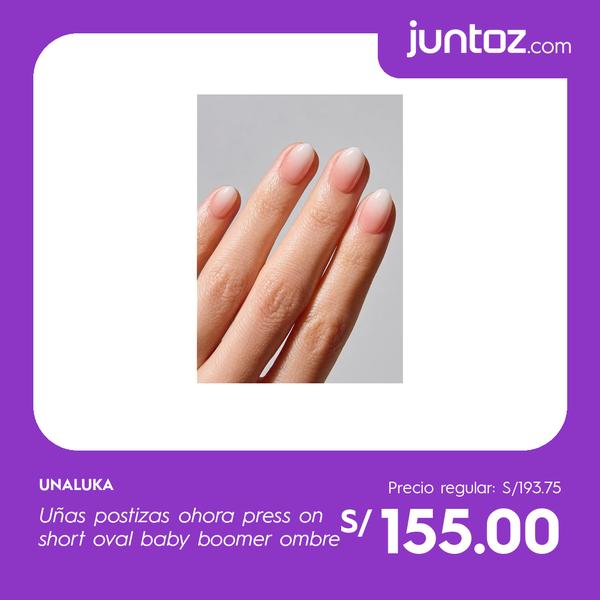 juntoz.com
UNALUKA
Uñas postizas ohora press on
short oval baby boomer ombre
Precio regular: S/193.75
S/155.00